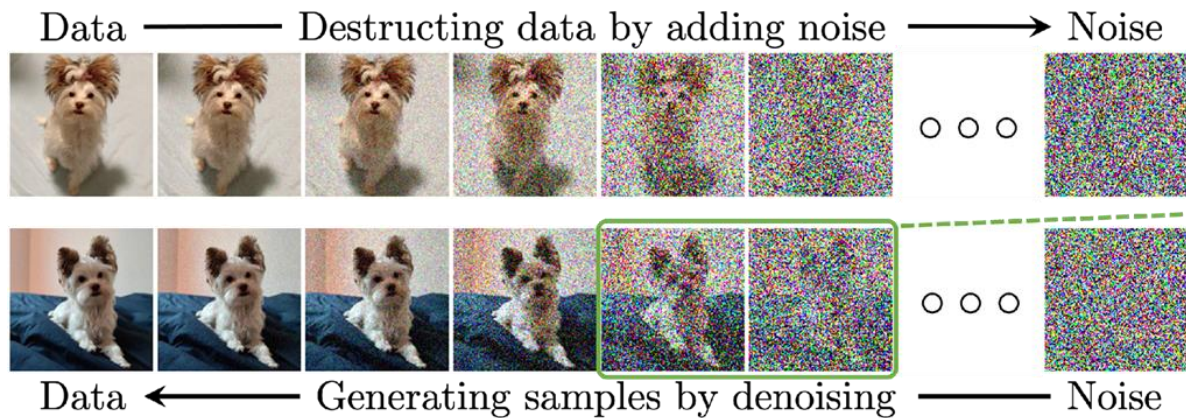 Data Destructing data by adding noise Noise
Data Generating samples by denoising Noise